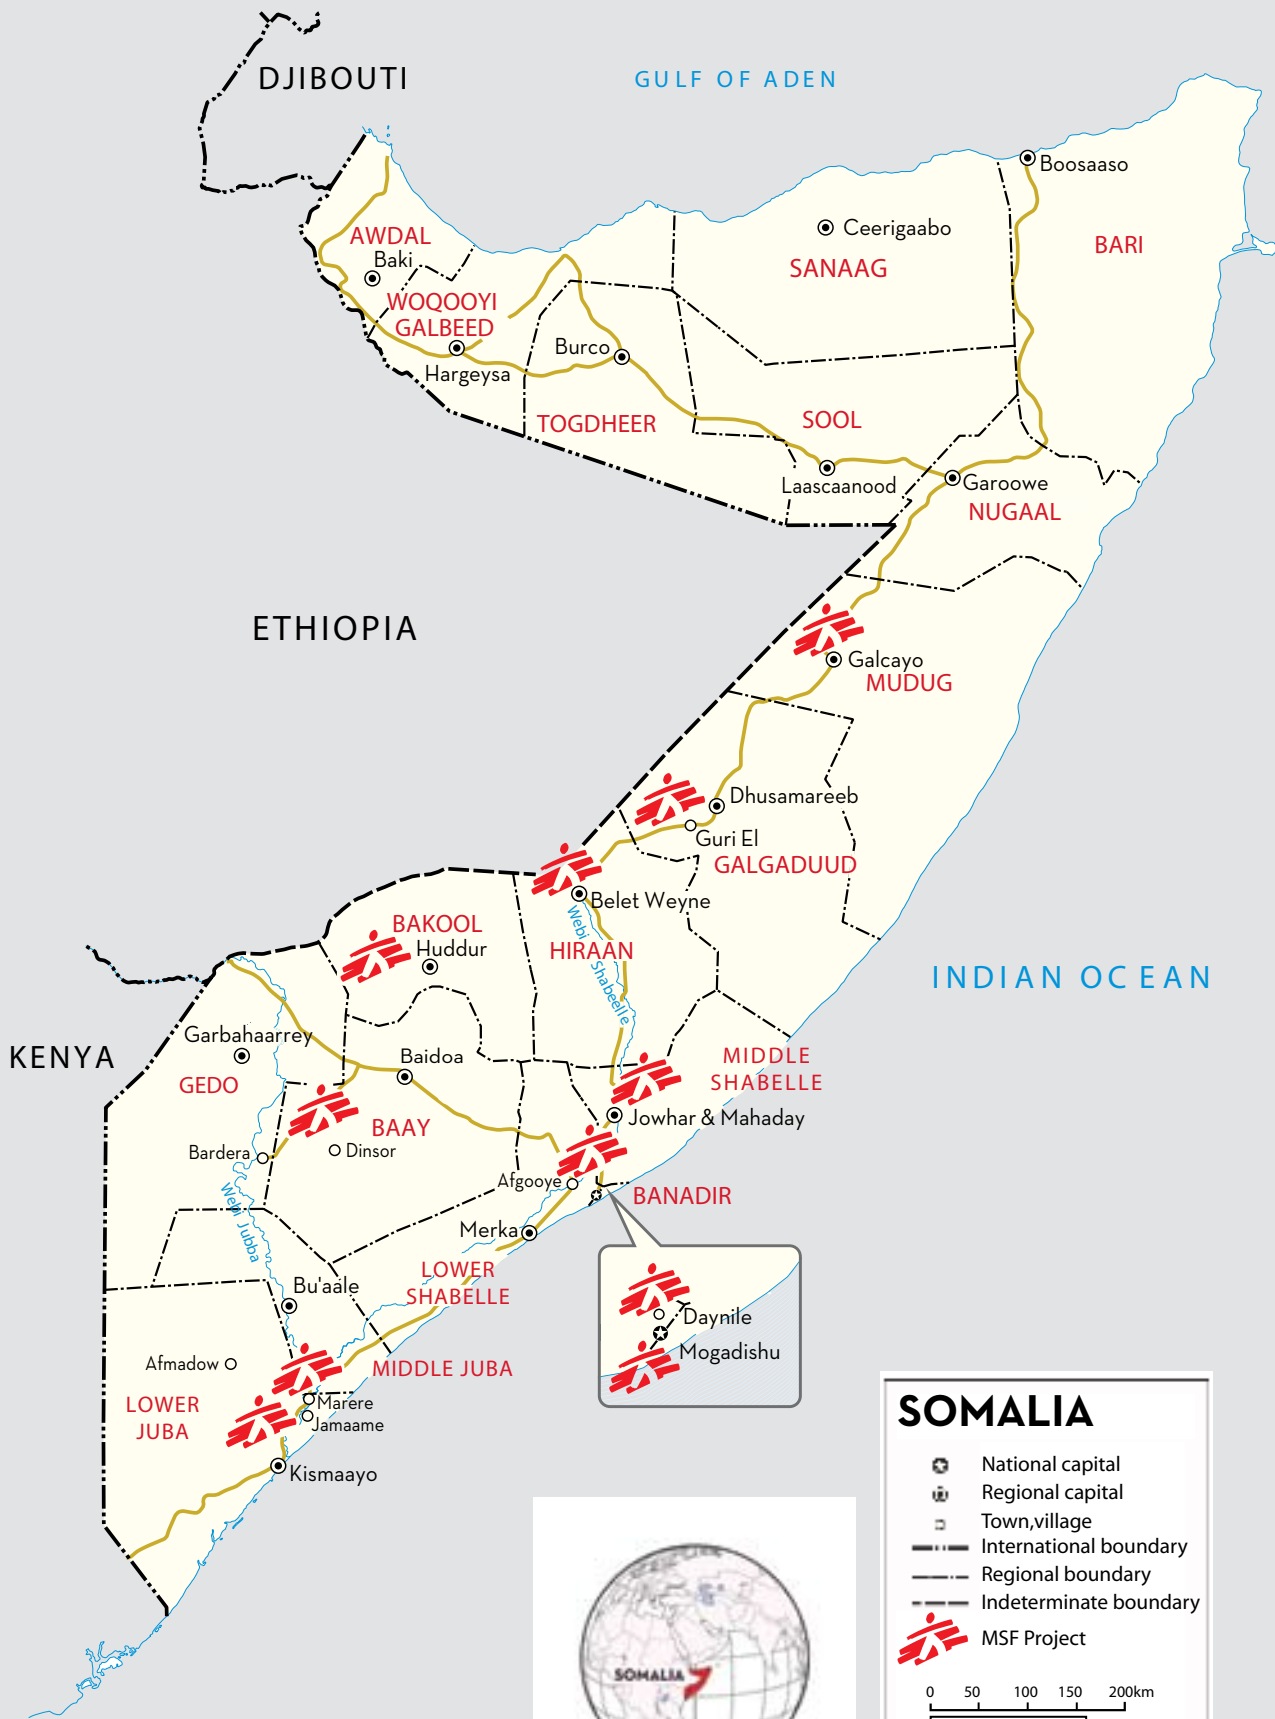 DJIBOUTI
GULF OF ADEN
Boosaaso
Ceerigaabo
AWDAL
BARI
Baki
SANAAG
WOQOOYI
GALBEED
Burco
Hargeysa
TOGDHEER
SOOL
Laascaanood
Garoowe
NUGAAL
ETHIOPIA
Galcayo
MUDUG
Dhusamareeb
Guri El
GALGADUUD
Belet Weyne
BAKOOL
Huddur
HIRAAN
Webi Shabeelle
INDIAN OCEAN
Garbahaarrey
KENYA
Baidoa
MIDDLE
SHABELLE
GEDO
Jowhar & Mahaday
BAAY
Bardera
Dinsor
Afgooye
BANADIR
Webi Jubba
Merka
LOWER
SHABELLE
Bu'aale
Daynile
Mogadishu
Afmadow
MIDDLE JUBA
LOWER
JUBA
Marere
Jamaame
Kismaayo
SOMALIA
National capital
Regional capital
Town,village
International boundary
Regional boundary
Indeterminate boundary
MSF Project
0 50 100 150 200km
SOMALIA